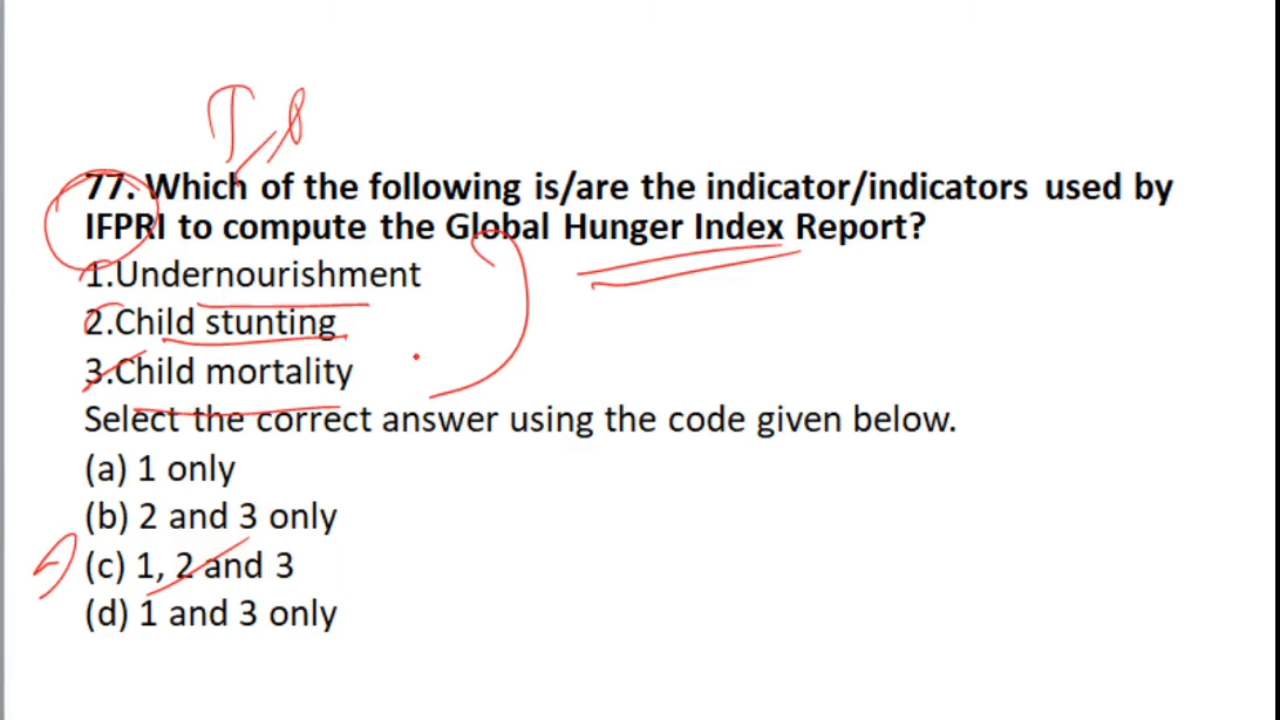 77. Which of the following is/are the indicator/indicators used by
IFPRI to compute the Global Hunger Index Report?
1.Undernourishment
2.Child stunting
3.Child mortality
Select the correct answer using the code given below.
(a) 1 only
(b) 2 and 3 only
(c) 1, 2 and 3
(d) 1 and 3 only